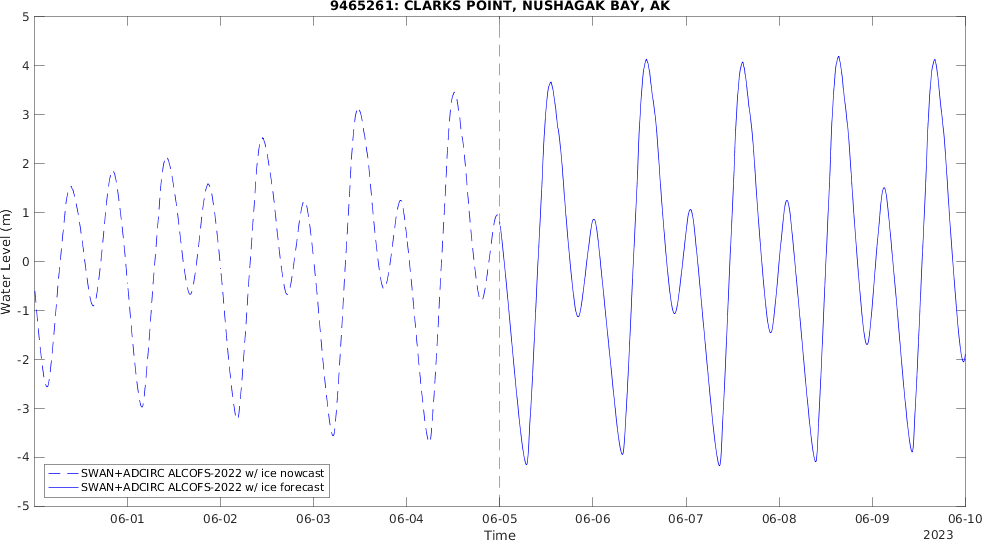 9465261: CLARKS POINT, NUSHAGAK BAY, AK
5
4
3
2
1
0
-1
-2
-3
-4
-5
Water Level (m)
SWAN+ADCIRC ALCOFS-2022 w/ ice nowcast
SWAN+ADCIRC ALCOFS-2022 w/ ice forecast
06-01 06-02 06-03 06-04 06-05 06-06 06-07 06-08 06-09 06-10
Time
2023